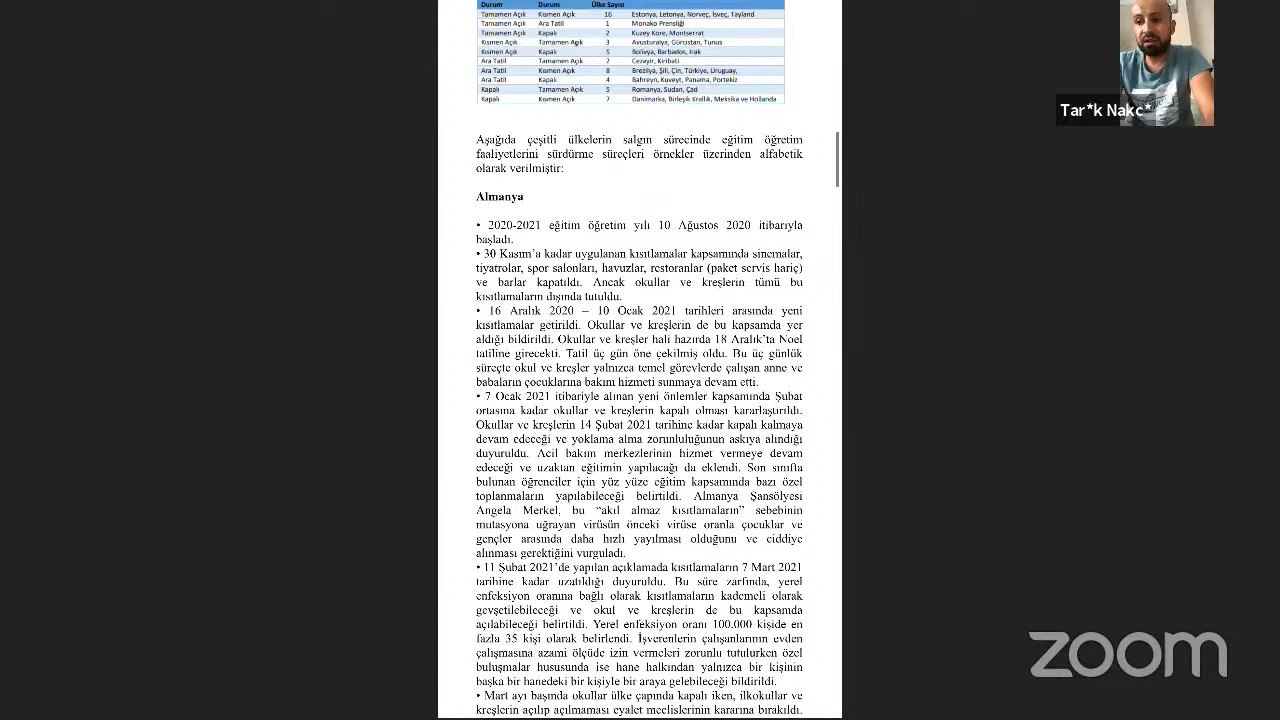 Durum Durum Ülke Sayısı
Tamamen Açık Kısmen Açık 16 Estonya, Letonya, Norveç, İsveç, Tayland
Tamamen Açık Ara Tatil 1 Monako Prensliği
Tamamen Açık Kapalı 2 Kuzey Kore, Montserrat
Kısmen Açık Tamamen Açık 3 Avusturalya, Gürcistan, Tunus
Kısmen Açık Kapalı 5 Bolivya, Barbados, Irak
Ara Tatil Tamamen Açık 2 Cezayir, Kiribati
Ara Tatil Kısmen Açık 8 Brezilya, Şili, Çin, Türkiye, Uruguay,
Ara Tatil Kapalı 4 Bahreyn, Kuveyt, Panama, Portekiz
Kapalı Tamamen Açık 5 Romanya, Sudan, Çad
Kapalı Kısmen Açık 7 Danimarka, Birleşik Krallık, Meksika ve Hollanda
Tar*k Nakc*
Aşağıda çeşitli ülkelerin salgın sürecinde eğitim öğretim
faaliyetlerini sürdürme süreçleri örnekler üzerinden alfabetik
olarak verilmiştir:
Almanya
• 2020-2021 eğitim öğretim yılı 10 Ağustos 2020 itibarıyla
başladı.
• 30 Kasım’a kadar uygulanan kısıtlamalar kapsamında sinemalar,
tiyatrolar, spor salonları, havuzlar, restoranlar (paket servis hariç)
ve barlar kapatıldı. Ancak okullar ve kreşlerin tümü bu
kısıtlamaların dışında tutuldu.
• 16 Aralık 2020 – 10 Ocak 2021 tarihleri arasında yeni
kısıtlamalar getirildi. Okullar ve kreşlerin de bu kapsamda yer
aldığı bildirildi. Okullar ve kreşler hali hazırda 18 Aralık’ta Noel
tatiline girecekti. Tatil üç gün öne çekilmiş oldu. Bu üç günlük
süreçte okul ve kreşler yalnızca temel görevlerde çalışan anne ve
babaların çocuklarına bakım hizmeti sunmaya devam etti.
• 7 Ocak 2021 itibariyle alınan yeni önlemler kapsamında Şubat
ortasına kadar okullar ve kreşlerin kapalı olması kararlaştırıldı.
Okullar ve kreşlerin 14 Şubat 2021 tarihine kadar kapalı kalmaya
devam edeceği ve yoklama alma zorunluluğunun askıya alındığı
duyuruldu. Acil bakım merkezlerinin hizmet vermeye devam
edeceği ve uzaktan eğitimin yapılacağı da eklendi. Son sınıfta
bulunan öğrenciler için yüz yüze eğitim kapsamında bazı özel
toplanmaların yapılabileceği belirtildi. Almanya Şansölyesi
Angela Merkel, bu “akıl almaz kısıtlamaların” sebebinin
mutasyona uğrayan virüsün önceki virüse oranla çocuklar ve
gençler arasında daha hızlı yayılması olduğunu ve ciddiye
alınması gerektiğini vurguladı.
• 11 Şubat 2021’de yapılan açıklamada kısıtlamaların 7 Mart 2021
tarihine kadar uzatıldığı duyuruldu. Bu süre zarfında, yerel
enfeksiyon oranına bağlı olarak kısıtlamaların kademeli olarak
gevşetilebileceği ve okul ve kreşlerin de bu kapsamda
açılabileceği belirtildi. Yerel enfeksiyon oranı 100.000 kişide en
fazla 35 kişi olarak belirlendi. İşverenlerin çalışanlarının evden
çalışmasına azami ölçüde izin vermeleri zorunlu tutulurken özel
buluşmalar hususunda ise hane halkından yalnızca bir kişinin
başka bir hanedeki bir kişiyle bir araya gelebileceği bildirildi.
• Mart ayı başında okullar ülke çapında kapalı iken, ilkokullar ve
kreşlerin açılıp açılmaması eyalet meclislerinin kararına bırakıldı.
zoom